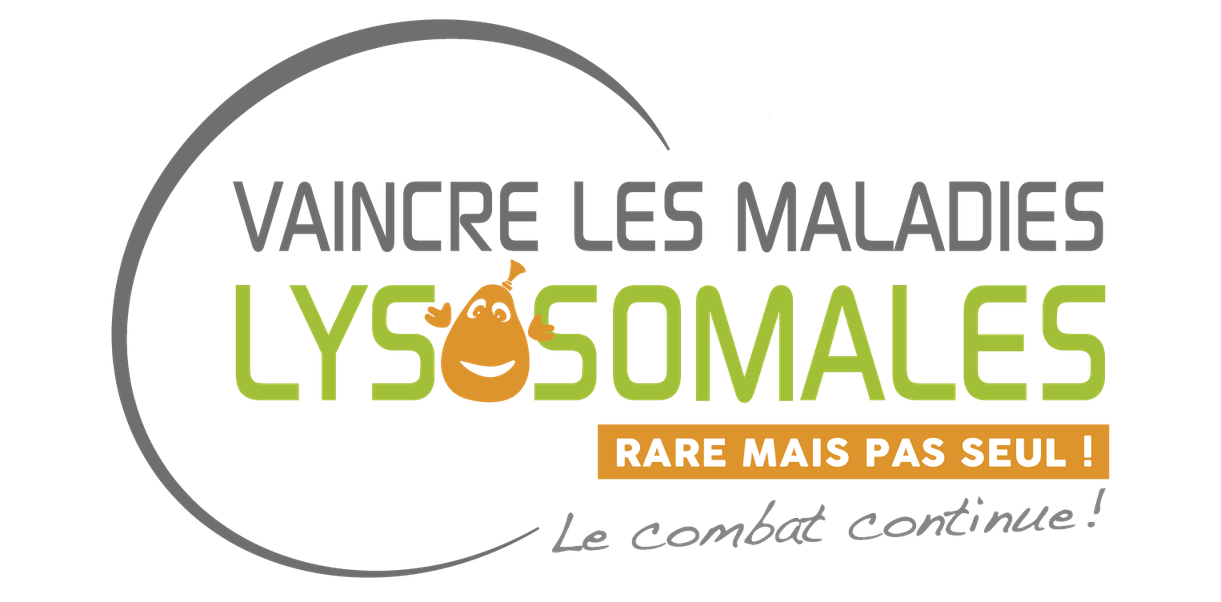 VAINCRE LES MALADIES
LYSOSOMALES
RARE MAIS PAS SEUL !
Le combat continue !